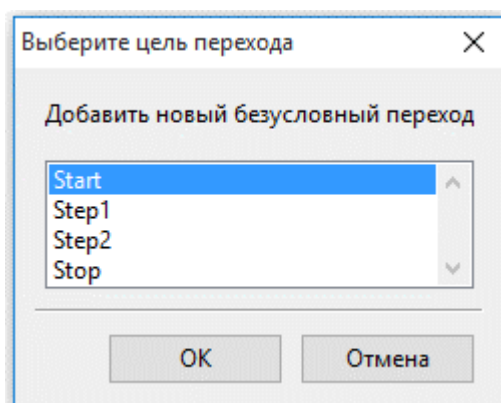 Выберите цель перехода
Добавить новый безусловный переход
Start
Step1
Step2
Stop
OK
Отмена